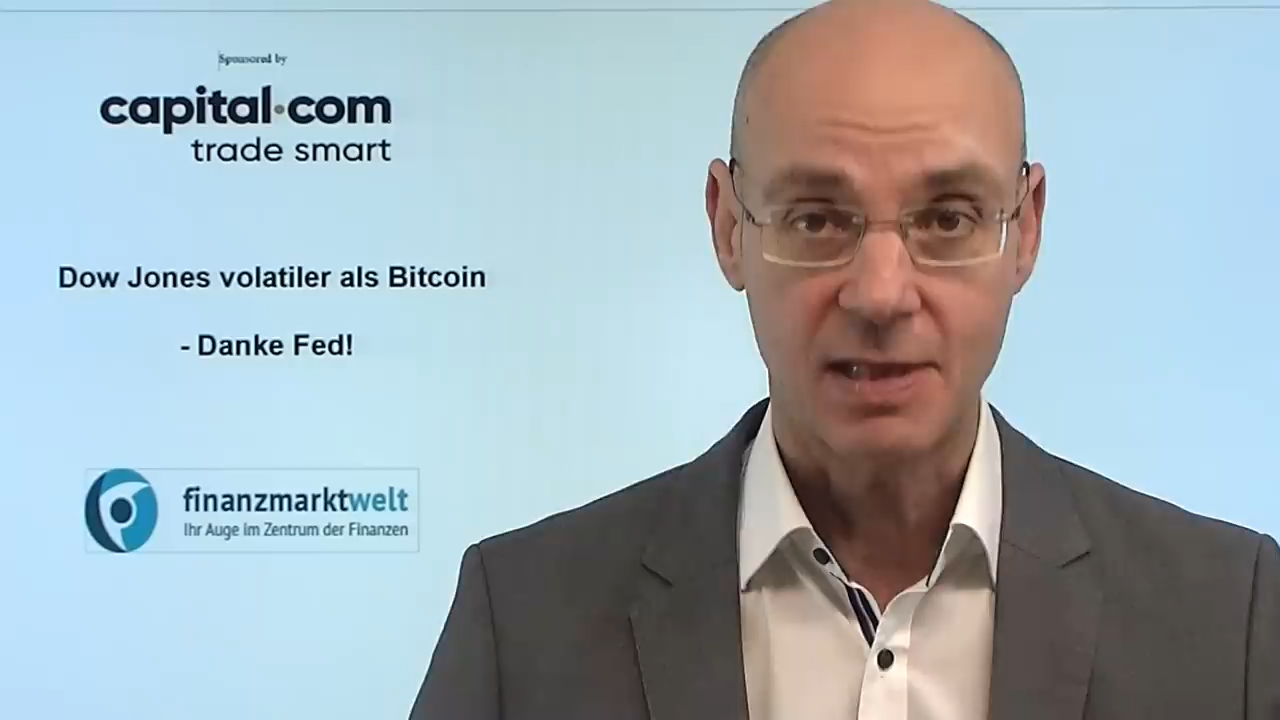 Sponsored by
capital·com
trade smart
Dow Jones volatiler als Bitcoin
- Danke Fed!
finanzmarktwelt
Ihr Auge im Zentrum der Finanzen